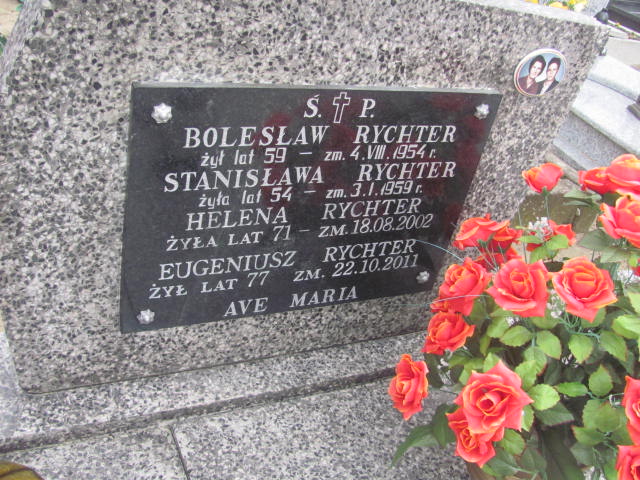 Ś. P.
BOLESŁAW RYCHTER
żył lat 59 – zm. 4.VIII.1954 r.
STANISŁAWA RYCHTER
żyła lat 54 – zm. 3.I.1959 r.
HELENA RYCHTER
ŻYŁA LAT 71 – ZM. 18.08.2002
EUGENIUSZ RYCHTER
ŻYŁ LAT 77 ZM. 22.10.2011
AVE MARIA